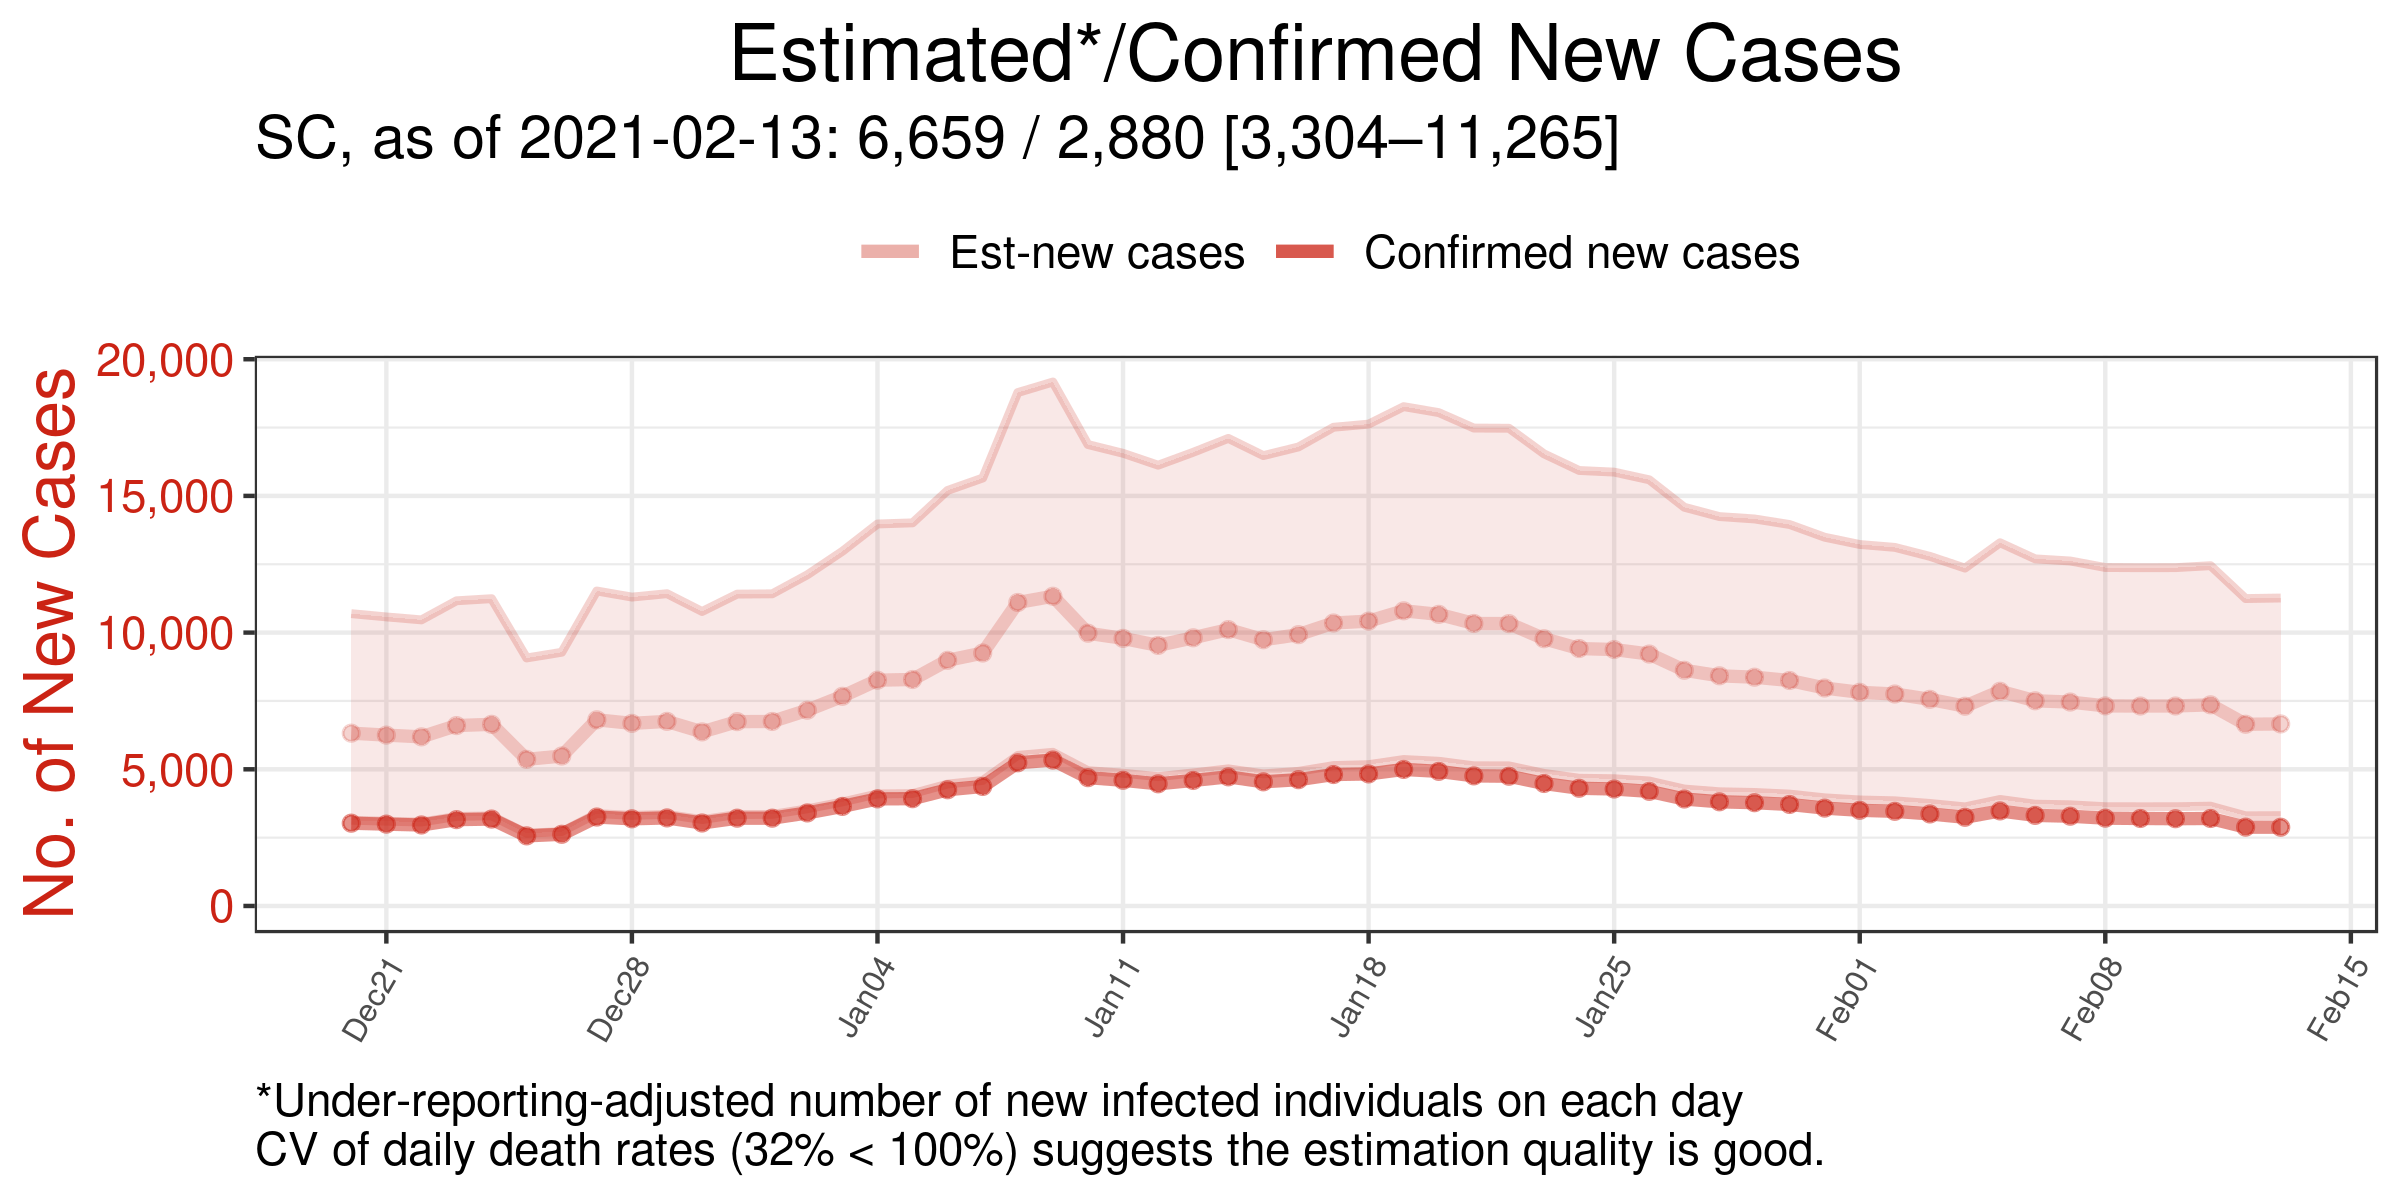 Estimated*/Confirmed New Cases
SC, as of 2021-02-13: 6,659 / 2,880 [3,304–11,265]
Est-new cases
Confirmed new cases
No. of New Cases
20,000
15,000
10,000
5,000
0
Dec21
Dec28
Jan04
Jan11
Jan18
Jan25
Feb01
Feb08
Feb15
*Under-reporting-adjusted number of new infected individuals on each day
CV of daily death rates (32% < 100%) suggests the estimation quality is good.